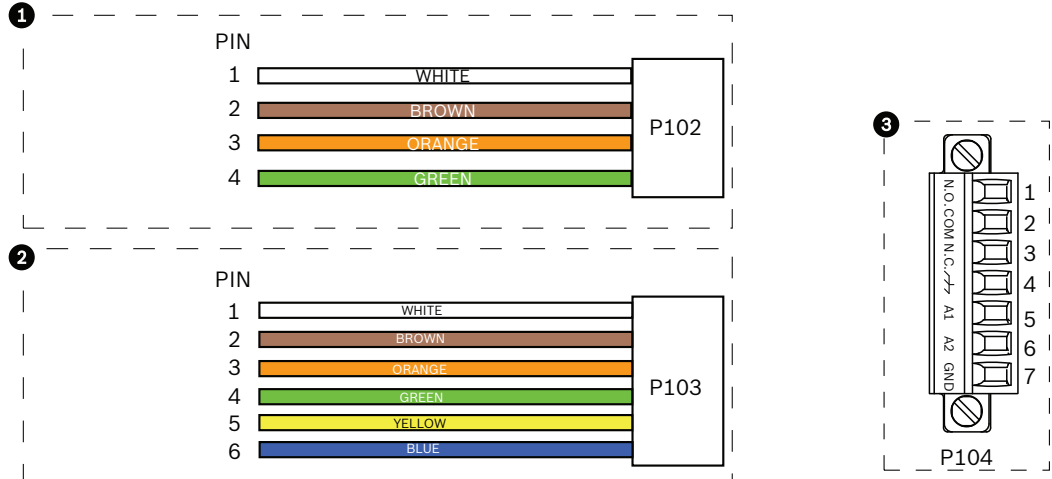 1
PIN
1 WHITE
2 BROWN
3 ORANGE
4 GREEN
P102
2
PIN
1 WHITE
2 BROWN
3 ORANGE
4 GREEN
5 YELLOW
6 BLUE
P103
3
N.O. 1
COM 2
N.C. 3
4
A1 5
A2 6
GND 7
P104